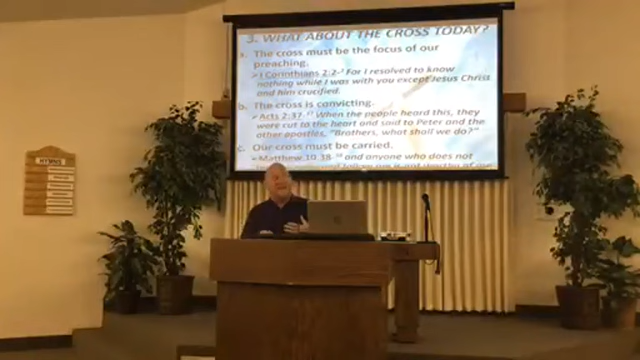 3. WHAT ABOUT THE CROSS TODAY?
a. The cross must be the focus of our
preaching.
➢I Corinthians 2:2-² For I resolved to know
nothing while I was with you except Jesus Christ
and him crucified.
b. The cross is convicting.
➢Acts 2:37-³⁷ When the people heard this, they
were cut to the heart and said to Peter and the
other apostles, "Brothers, what shall we do?"
c. Our cross must be carried.
➢Matthew 10.38-³⁸ and anyone who does not
HYMNS